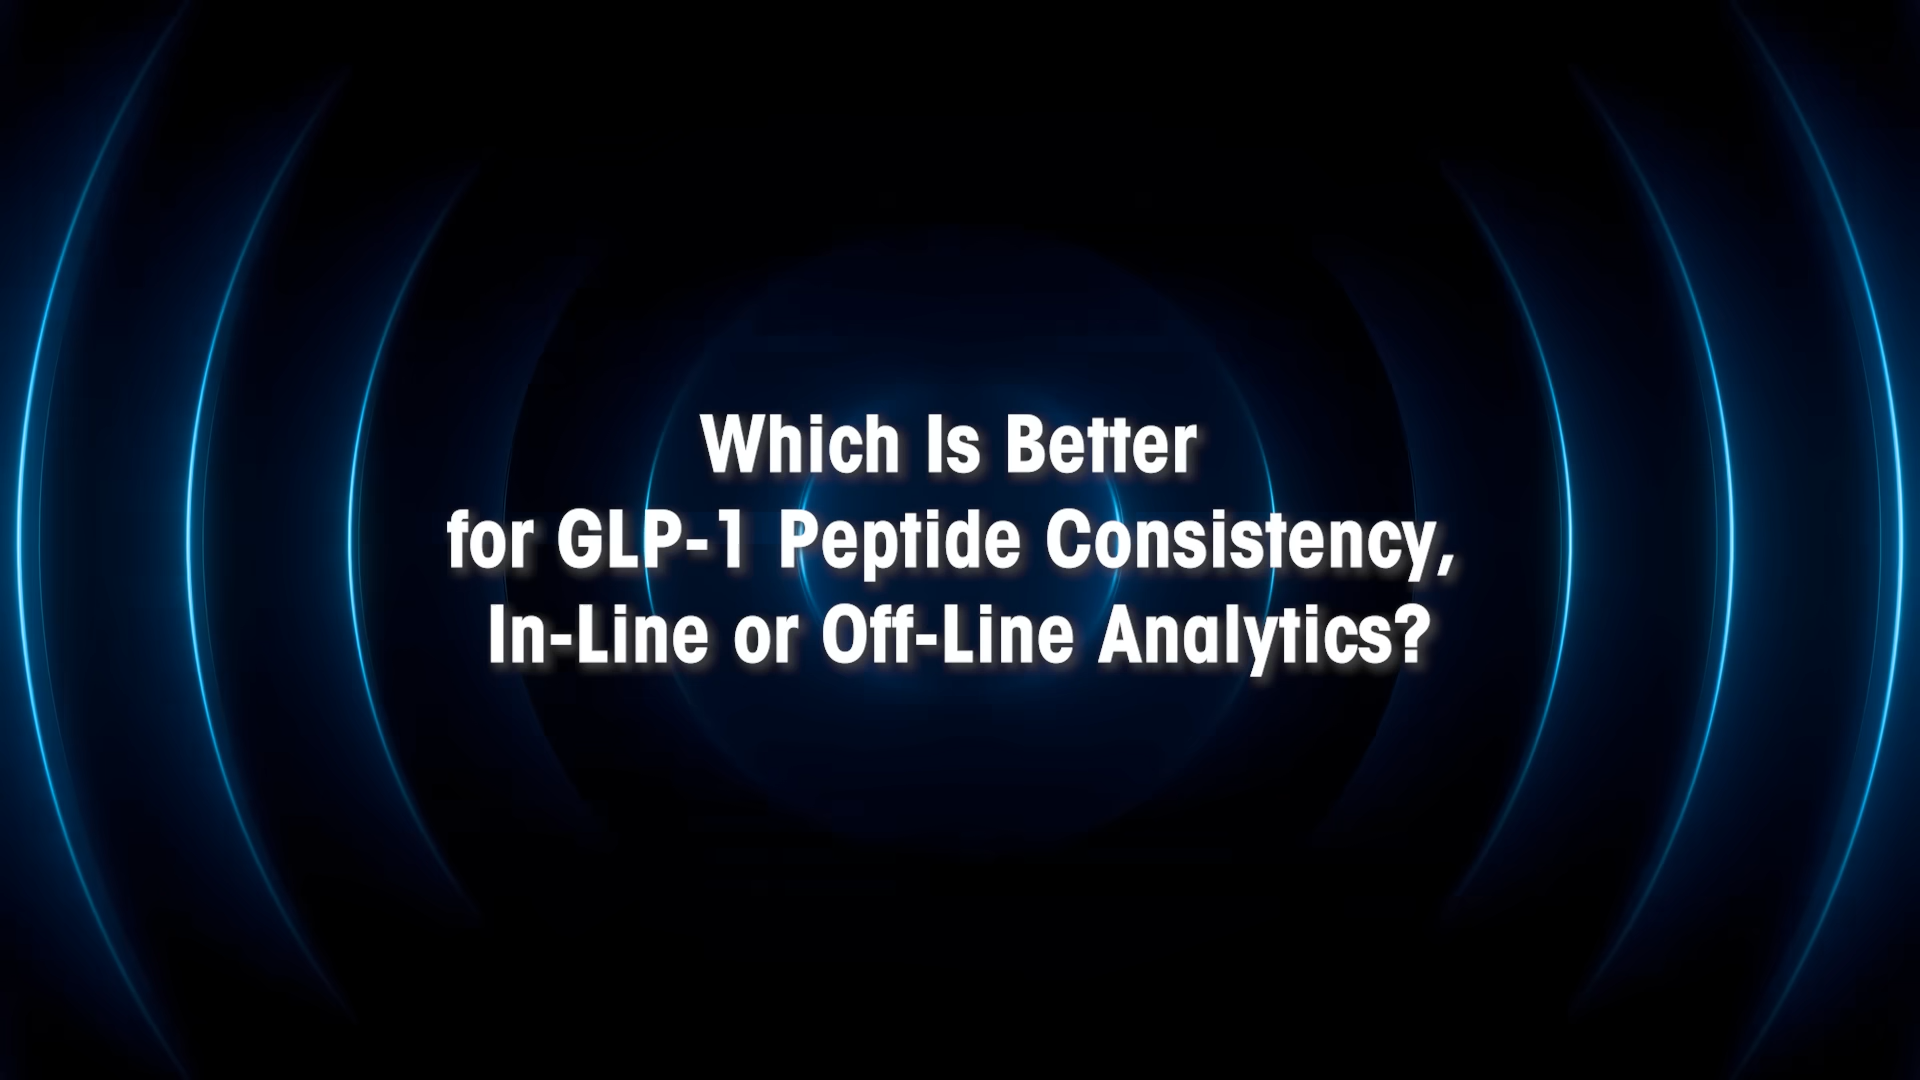 Which Is Better
for GLP-1 Peptide Consistency,
In-Line or Off-Line Analytics?